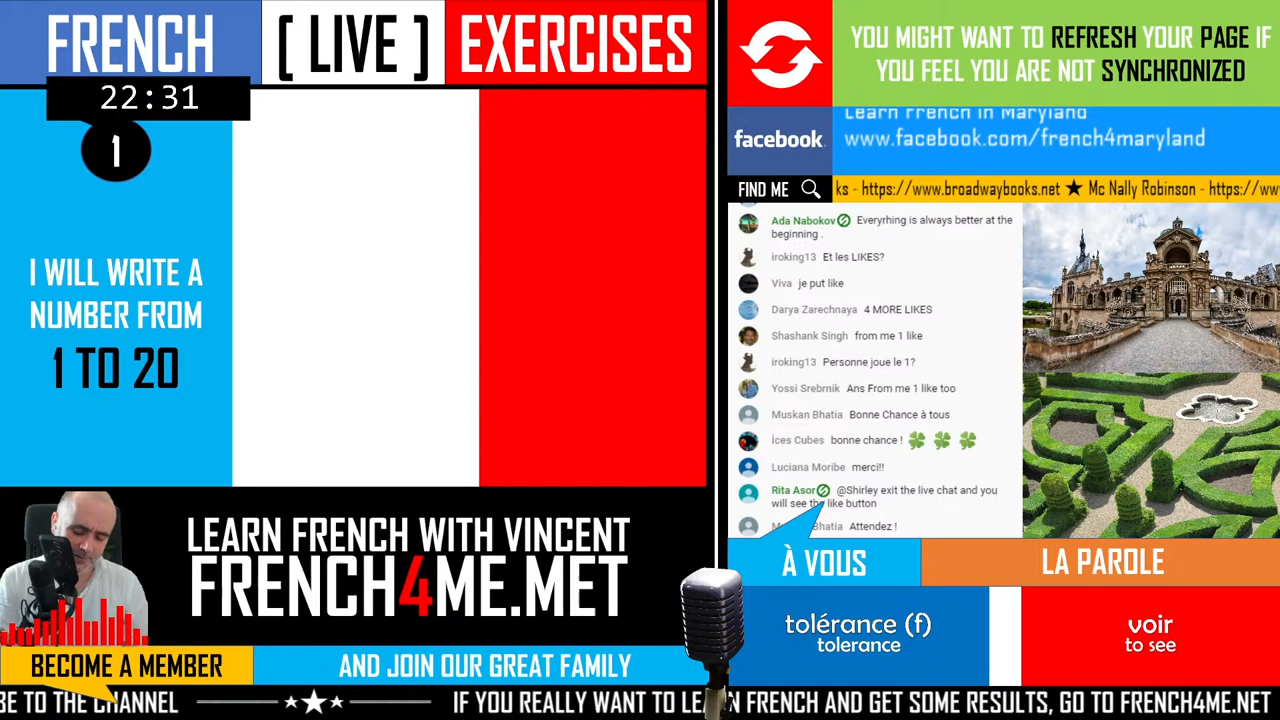 FRENCH [ LIVE ] EXERCISES
22:31
1
I WILL WRITE A
NUMBER FROM
1 TO 20
LEARN FRENCH WITH VINCENT
FRENCH4ME.MET
BECOME A MEMBER
AND JOIN OUR GREAT FAMILY
YOU MIGHT WANT TO REFRESH YOUR PAGE IF
YOU FEEL YOU ARE NOT SYNCHRONIZED
facebook
Learn French in Maryland
www.facebook.com/french4maryland
FIND ME
ks - https://www.broadwaybooks.net ★ Mc Nally Robinson - https://www
Ada Nabokov Everyrhing is always better at the
beginning .
iroking13 Et les LIKES?
Viva je put like
Darya Zarechnaya 4 MORE LIKES
Shashank Singh from me 1 like
iroking13 Personne joue le 1?
Yossi Srebrnik Ans From me 1 like too
Muskan Bhatia Bonne Chance à tous
İces Cubes bonne chance ! 🍀 🍀 🍀
Luciana Moribe merci!!
Rita Asor @Shirley exit the live chat and you
will see the like button
Bhatia Attendez !
À VOUS
LA PAROLE
tolérance (f)
tolerance
voir
to see
BE TO THE CHANNEL
IF YOU REALLY WANT TO LEARN FRENCH AND GET SOME RESULTS, GO TO FRENCH4ME.NET